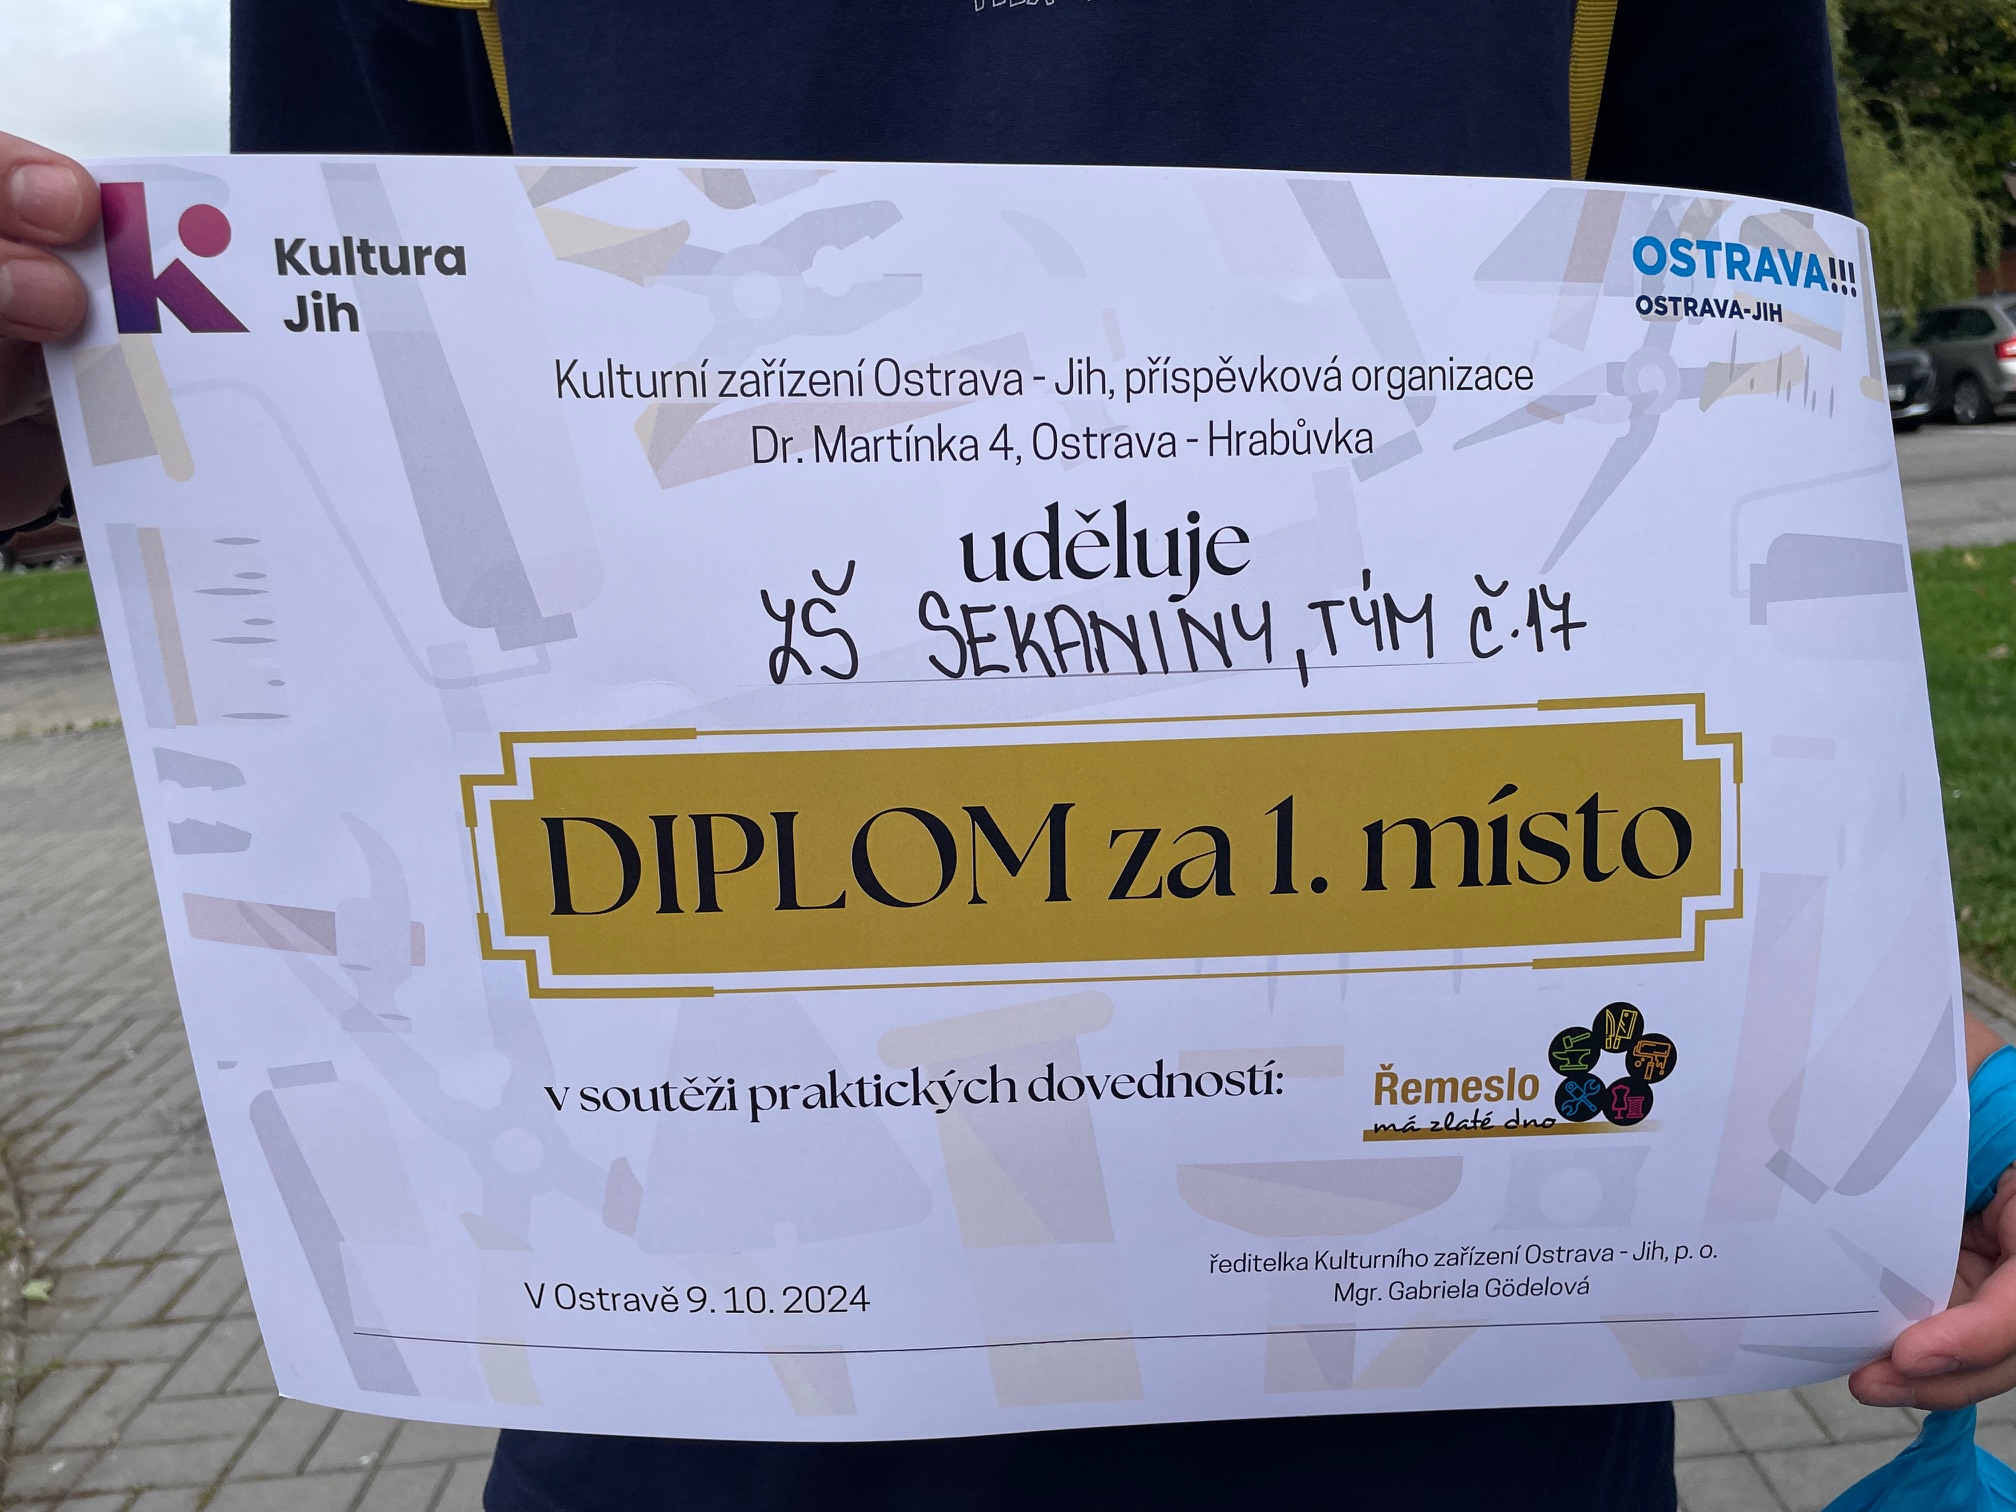 Kultura
Jih
OSTRAVA!!!
OSTRAVA-JIH
Kulturní zařízení Ostrava - Jih, příspěvková organizace
Dr. Martínka 4, Ostrava - Hrabůvka
uděluje
ZŠ SEKANINY, TÝM Č.17
DIPLOM za 1. místo
v soutěži praktických dovedností:
Řemeslo
má zlaté dno
V Ostravě 9. 10. 2024
ředitelka Kulturního zařízení Ostrava - Jih, p. o.
Mgr. Gabriela Gödelová